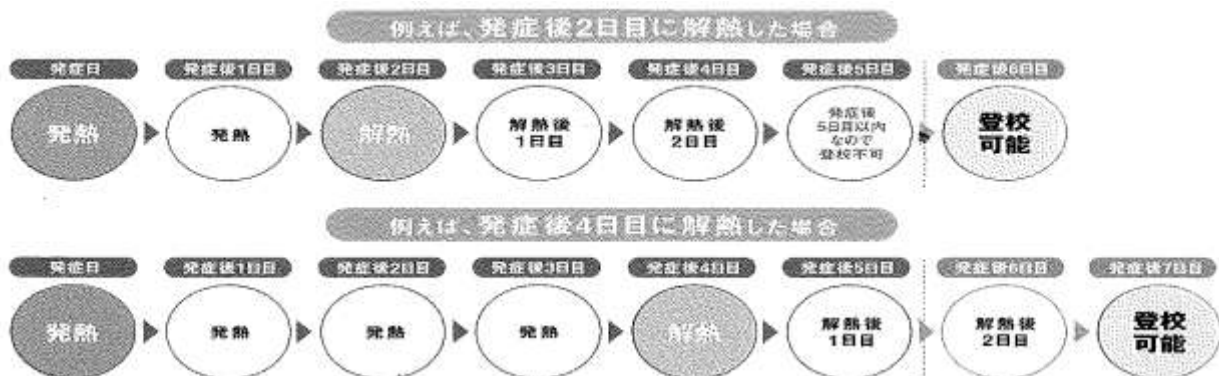 例えば、発症後2日目に解熱した場合
発症日 発症後1日目 発症後2日目 発症後3日目 発症後4日目 発症後5日目 発症後6日目
発熱 発熱 解熱 解熱後 解熱後 発症後 登校
1日目 2日目 5日目以内 可能
なので
登校不可
例えば、発症後4日目に解熱した場合
発症日 発症後1日目 発症後2日目 発症後3日目 発症後4日目 発症後5日目 発症後6日目 発症後7日目
発熱 発熱 発熱 発熱 解熱 解熱後 解熱後 登校
1日目 2日目 可能